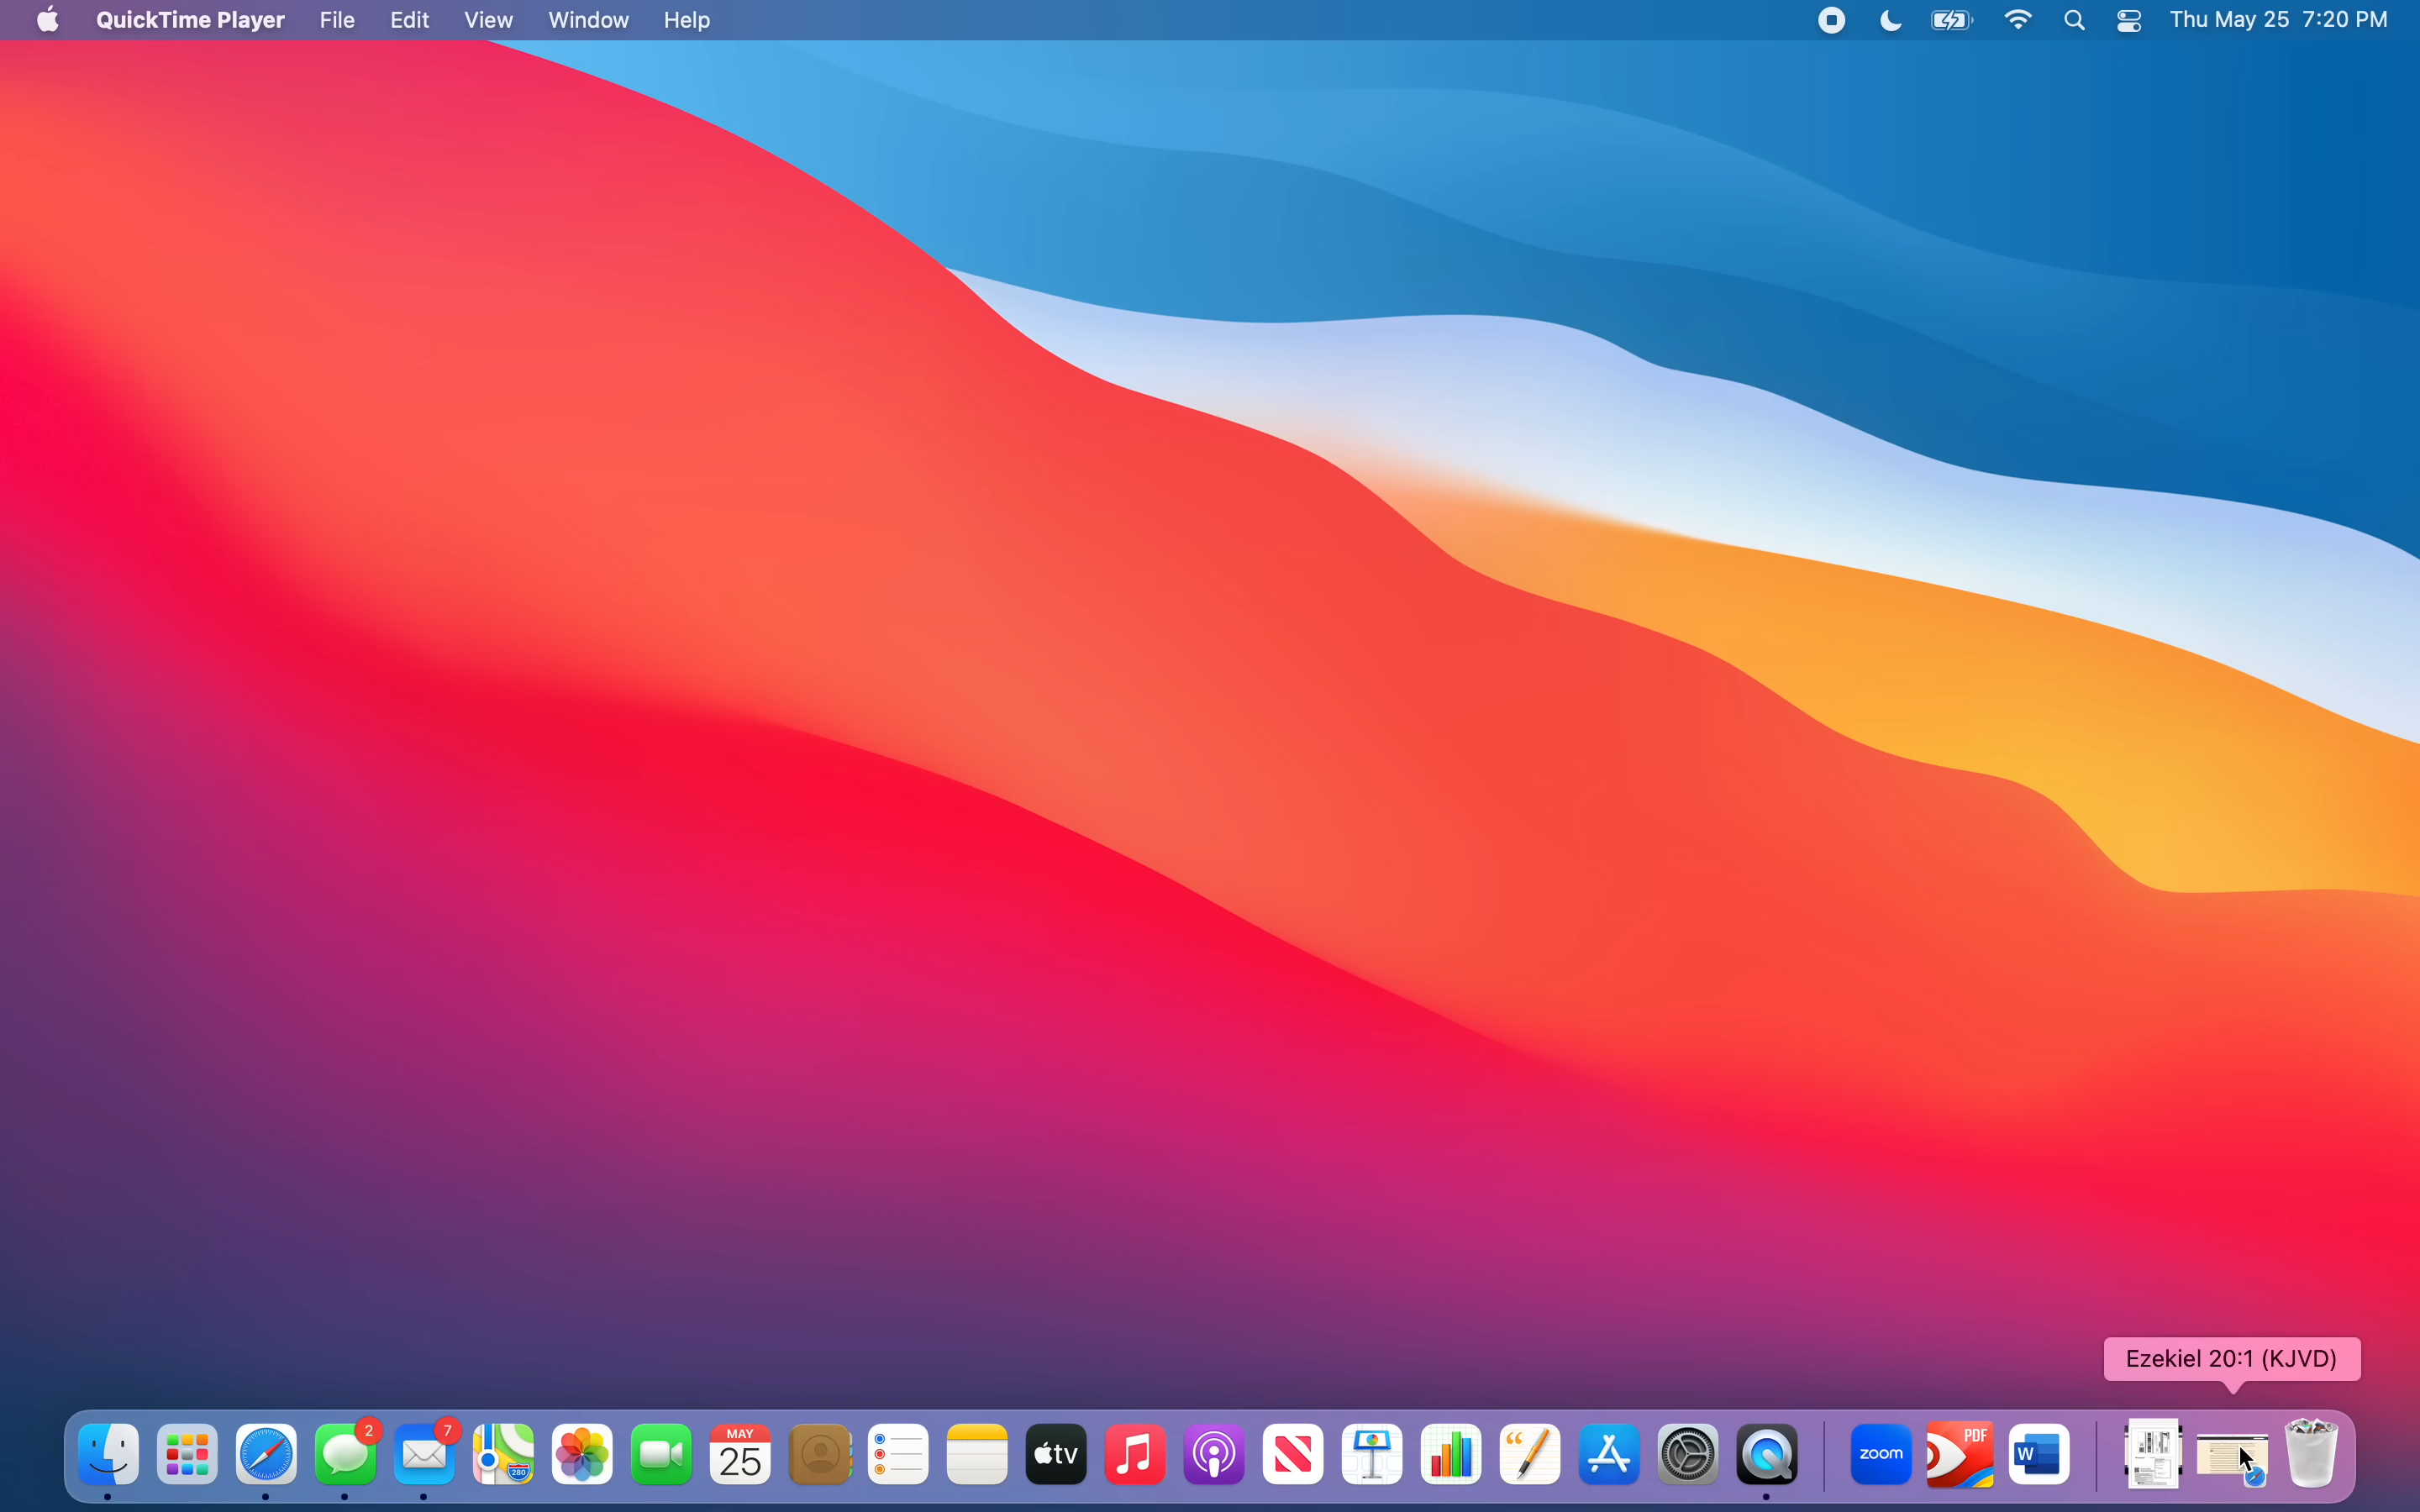 QuickTime Player File Edit View Window Help Thu May 25 7:20 PM
Ezekiel 20:1 (KJVD)
2 7 280 MAY 25 tv zoom PDF W